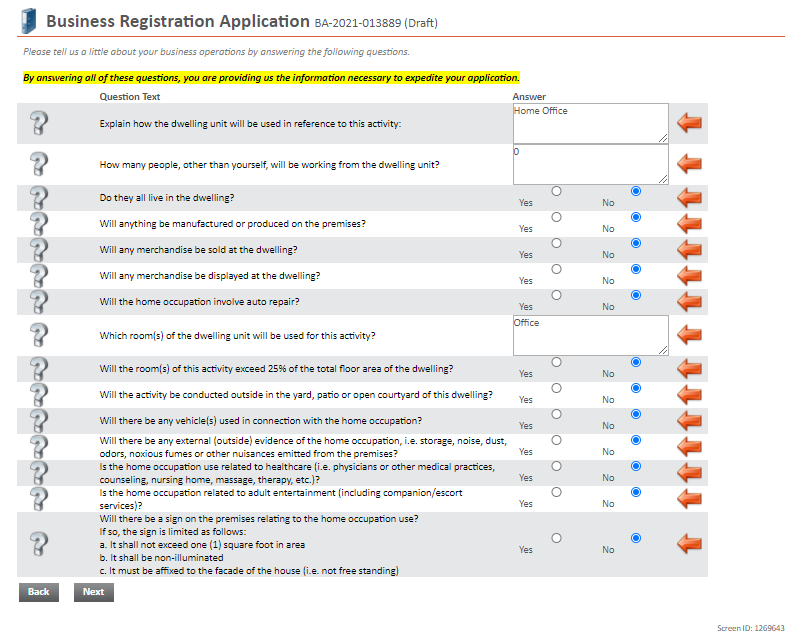 Business Registration Application BA-2021-013889 (Draft)
Please tell us a little about your business operations by answering the following questions.
By answering all of these questions, you are providing us the information necessary to expedite your application.
Question Text Answer
Explain how the dwelling unit will be used in reference to this activity: Home Office
How many people, other than yourself, will be working from the dwelling unit? 0
Do they all live in the dwelling? Yes No
Will anything be manufactured or produced on the premises? Yes No
Will any merchandise be sold at the dwelling? Yes No
Will any merchandise be displayed at the dwelling? Yes No
Will the home occupation involve auto repair? Yes No
Which room(s) of the dwelling unit will be used for this activity? Office
Will the room(s) of this activity exceed 25% of the total floor area of the dwelling? Yes No
Will the activity be conducted outside in the yard, patio or open courtyard of this dwelling? Yes No
Will there be any vehicle(s) used in connection with the home occupation? Yes No
Will there be any external (outside) evidence of the home occupation, i.e. storage, noise, dust,
odors, noxious fumes or other nuisances emitted from the premises? Yes No
Is the home occupation use related to healthcare (i.e. physicians or other medical practices,
counseling, nursing home, massage, therapy, etc.)? Yes No
Is the home occupation related to adult entertainment (including companion/escort
services)? Yes No
Will there be a sign on the premises relating to the home occupation use?
If so, the sign is limited as follows:
a. It shall not exceed one (1) square foot in area Yes No
b. It shall be non-illuminated
c. It must be affixed to the facade of the house (i.e. not free standing)
Back Next
Screen ID: 1269643